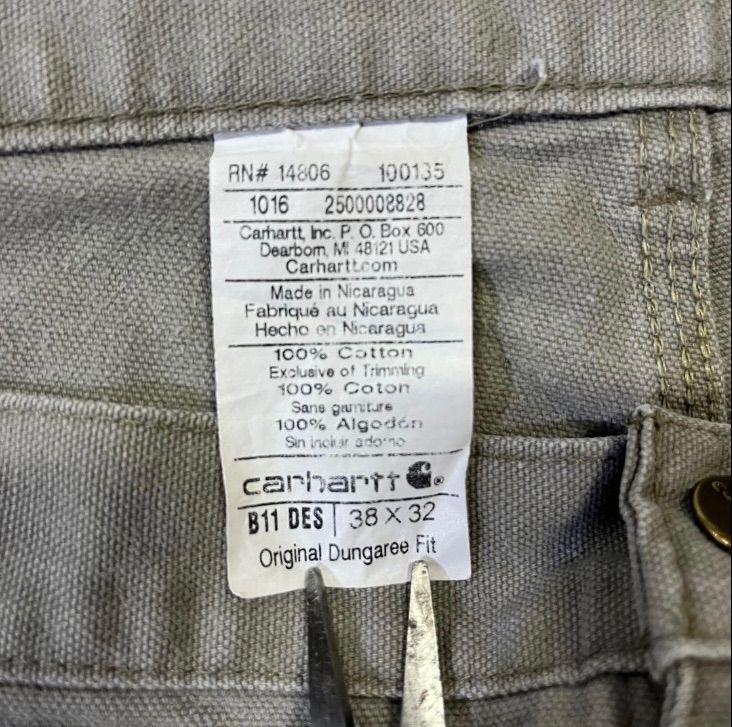 RN# 14806 100135
1016 2500008828
Carhartt, Inc. P. O. Box 600
Dearborn, MI 48121 USA
Carhartt.com
Made in Nicaragua
Fabriqué au Nicaragua
Hecho en Nicaragua
100% Cotton
Exclusive of Trimming
100% Coton
Sans garniture
100% Algodón
Sin incluir adorno
carhartt ®
B11 DES | 38 X 32
Original Dungaree Fit